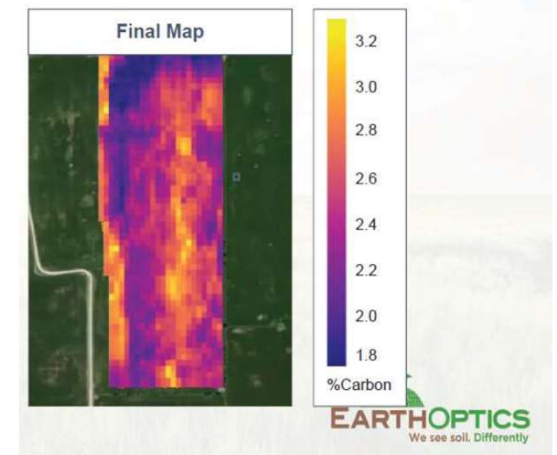 Final Map
3.2
3.0
2.8
2.6
2.4
2.2
2.0
1.8
%Carbon
EARTHOPTICS
We see soil. Differently